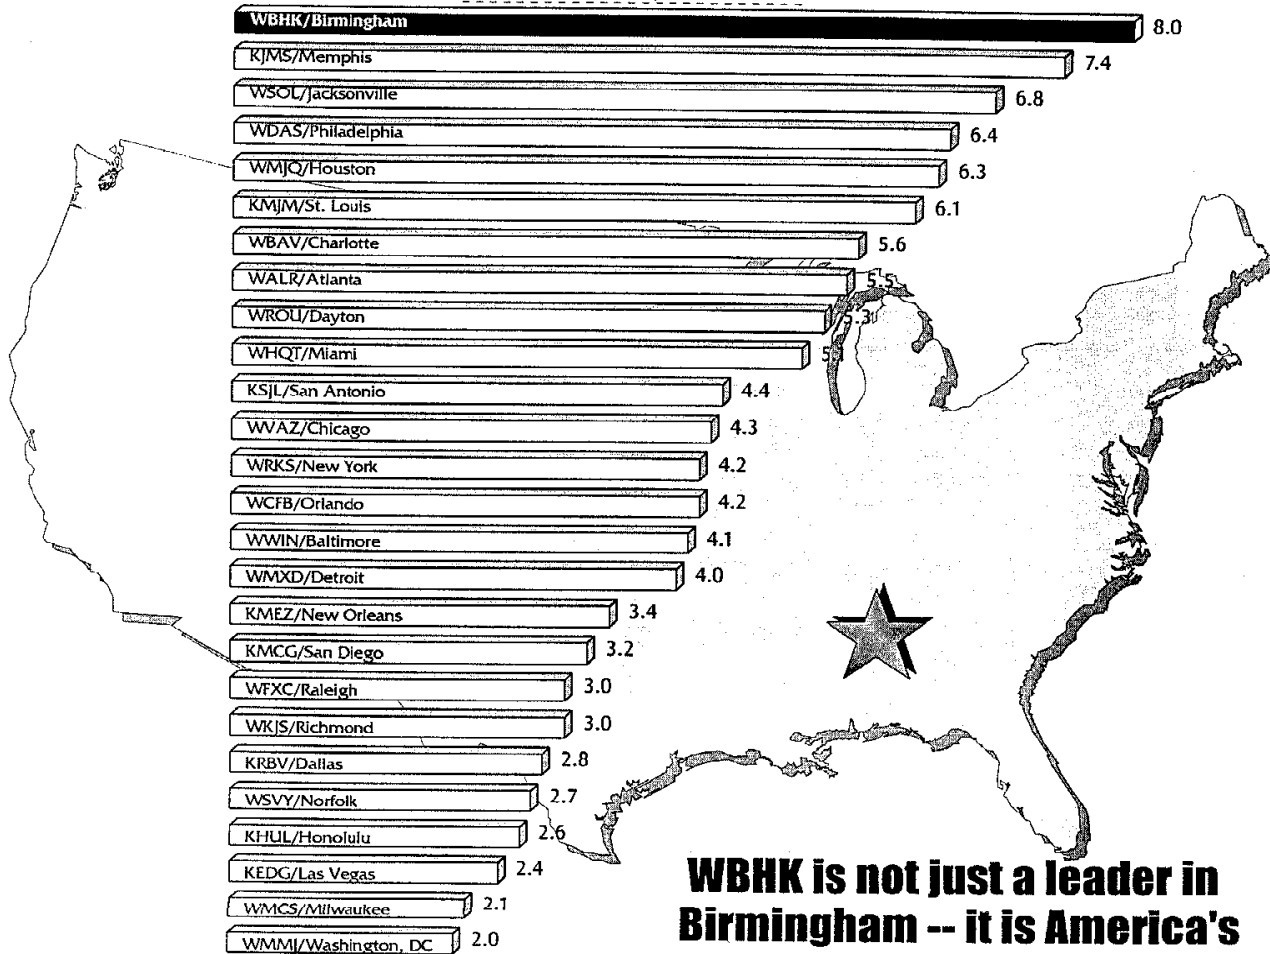 WBHK/Birmingham 8.0
KJMS/Memphis 7.4
WSOL/Jacksonville 6.8
WDAS/Philadelphia 6.4
WMJQ/Houston 6.3
KMJM/St. Louis 6.1
WBAV/Charlotte 5.6
WALR/Atlanta 5.5
WROU/Dayton 5.3
WHQT/Miami
KSJL/San Antonio 4.4
WVAZ/Chicago 4.3
WRKS/New York 4.2
WCFB/Orlando 4.2
WWIN/Baltimore 4.1
WMXD/Detroit 4.0
KMEZ/New Orleans 3.4
KMCG/San Diego 3.2
WFXC/Raleigh 3.0
WKJS/Richmond 3.0
KRBV/Dallas 2.8
WSVY/Norfolk 2.7
KHUL/Honolulu 2.6
KEDG/Las Vegas 2.4
WMCS/Milwaukee 2.1
WMMJ/Washington, DC 2.0
WBHK is not just a leader in
Birmingham -- it is America's